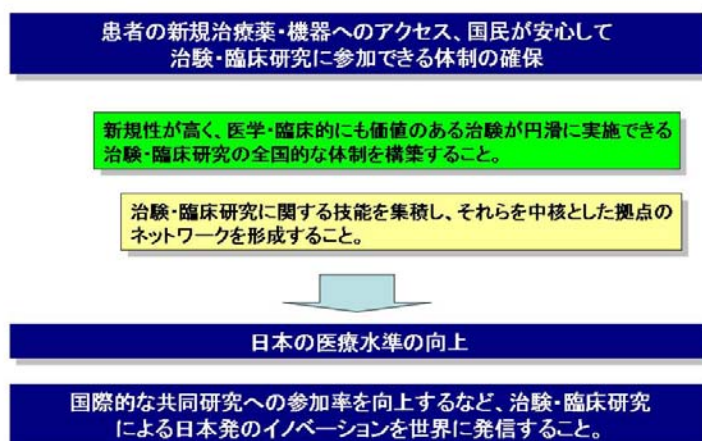 患者の新規治療薬・機器へのアクセス、国民が安心して
治験・臨床研究に参加できる体制の確保
新規性が高く、医学・臨床的にも価値のある治験が円滑に実施できる
治験・臨床研究の全国的な体制を構築すること。
治験・臨床研究に関する技能を集積し、それらを中核とした拠点の
ネットワークを形成すること。
日本の医療水準の向上
国際的な共同研究への参加率を向上するなど、治験・臨床研究
による日本発のイノベーションを世界に発信すること。